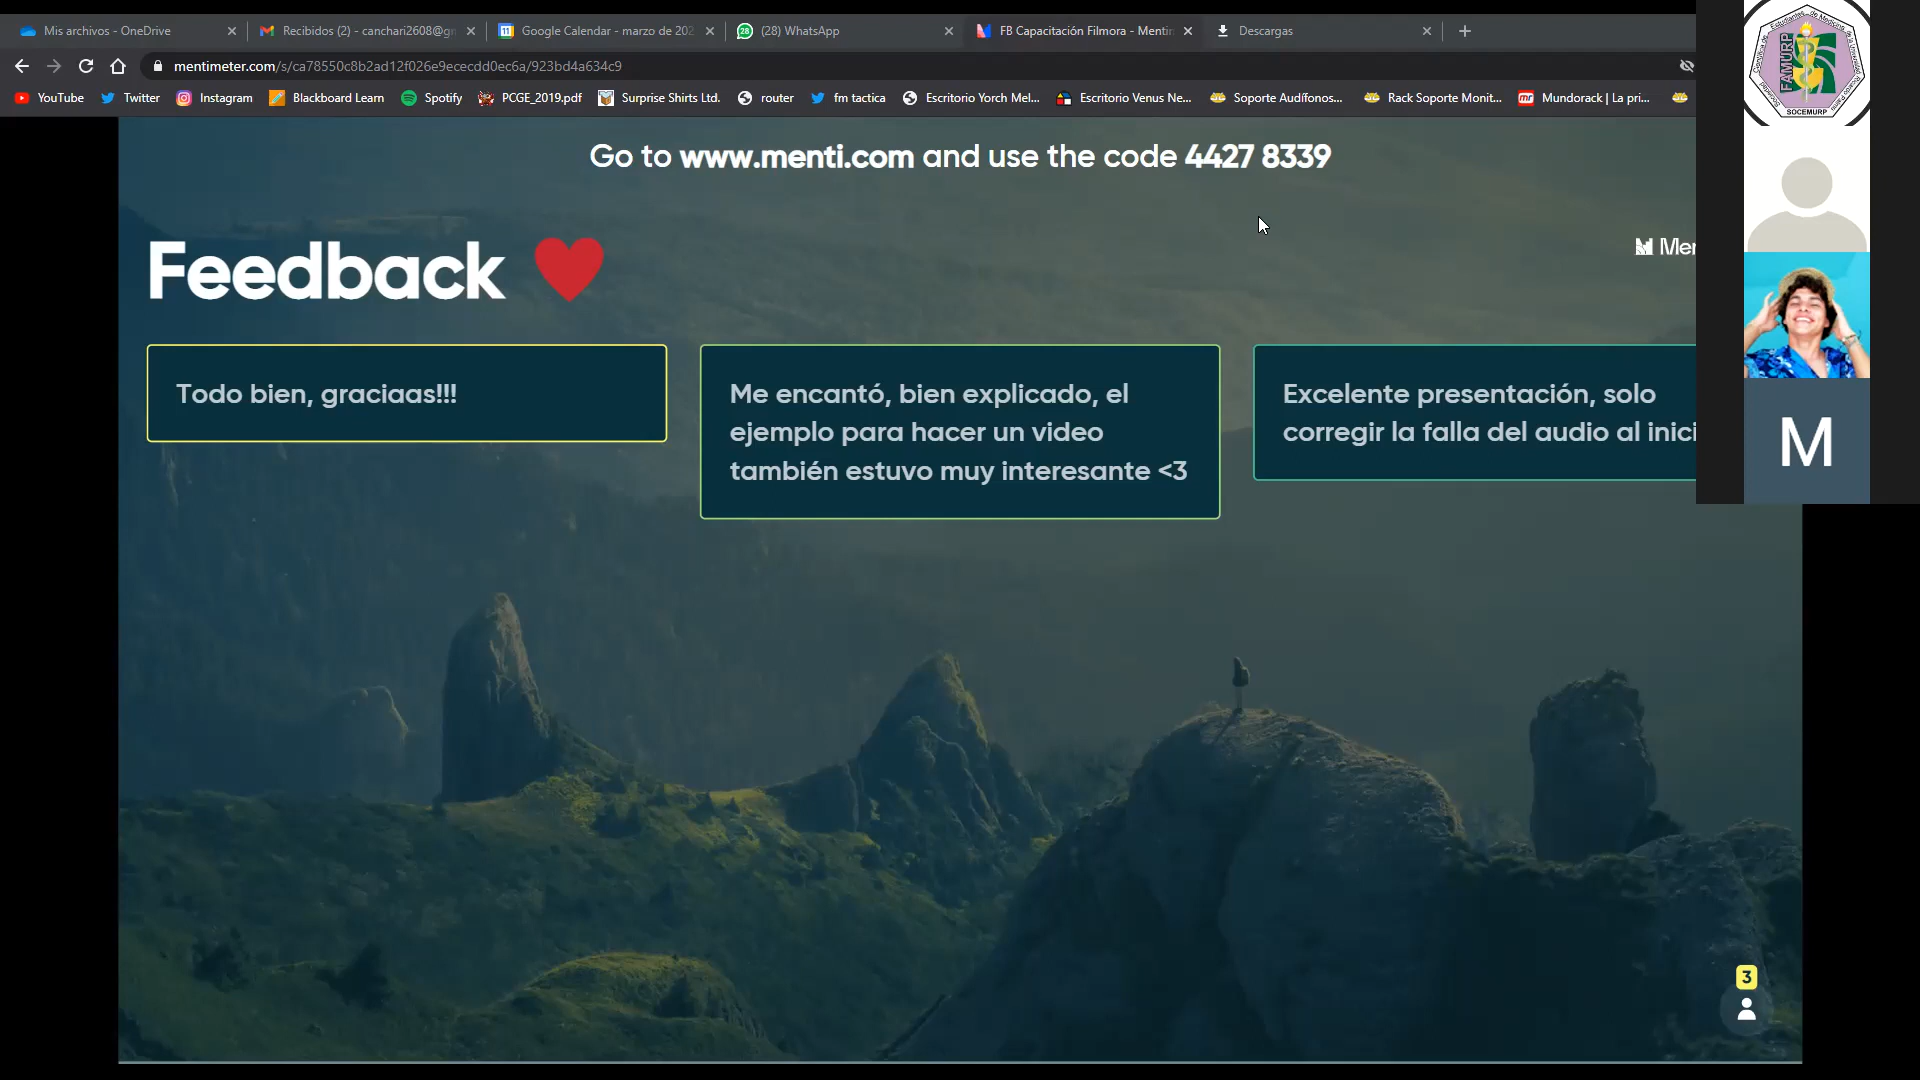 Mis archivos - OneDrive
Recibidos (2) - canchari2608@gm
Google Calendar - marzo de 202
(28) WhatsApp
FB Capacitación Filmora - Mentim
Descargas
mentimeter.com/s/ca78550c8b2ad12f026e9ececdd0ec6a/923bd4a634c9
YouTube
Twitter
Instagram
Blackboard Learn
Spotify
PCGE_2019.pdf
Surprise Shirts Ltd.
router
fm tactica
Escritorio Yorch Mel...
Escritorio Venus Ne...
Soporte Audífonos...
Rack Soporte Monit...
Mundorack | La pri...
FAMURP
SOCEMURP
Go to www.menti.com and use the code 4427 8339
Feedback
Men
Todo bien, graciaas!!!
Me encantó, bien explicado, el
ejemplo para hacer un video
también estuvo muy interesante <3
Excelente presentación, solo
corregir la falla del audio al inici
M
3